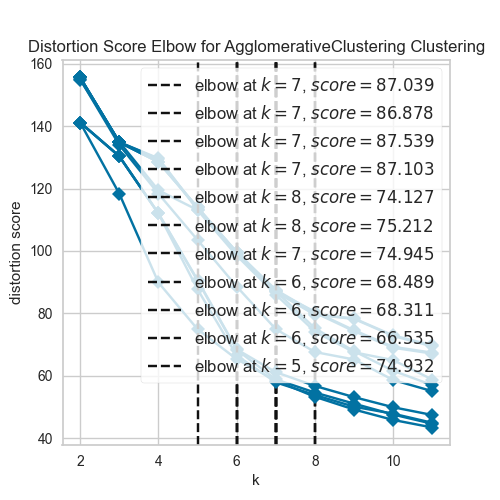 Distortion Score Elbow for AgglomerativeClustering Clustering
160
140
120
100
80
60
40
distortion score
elbow at k = 7, score = 87.039
elbow at k = 7, score = 86.878
elbow at k = 7, score = 87.539
elbow at k = 7, score = 87.103
elbow at k = 8, score = 74.127
elbow at k = 8, score = 75.212
elbow at k = 7, score = 74.945
elbow at k = 6, score = 68.489
elbow at k = 6, score = 68.311
elbow at k = 6, score = 66.535
elbow at k = 5, score = 74.932
2 4 6 8 10
k